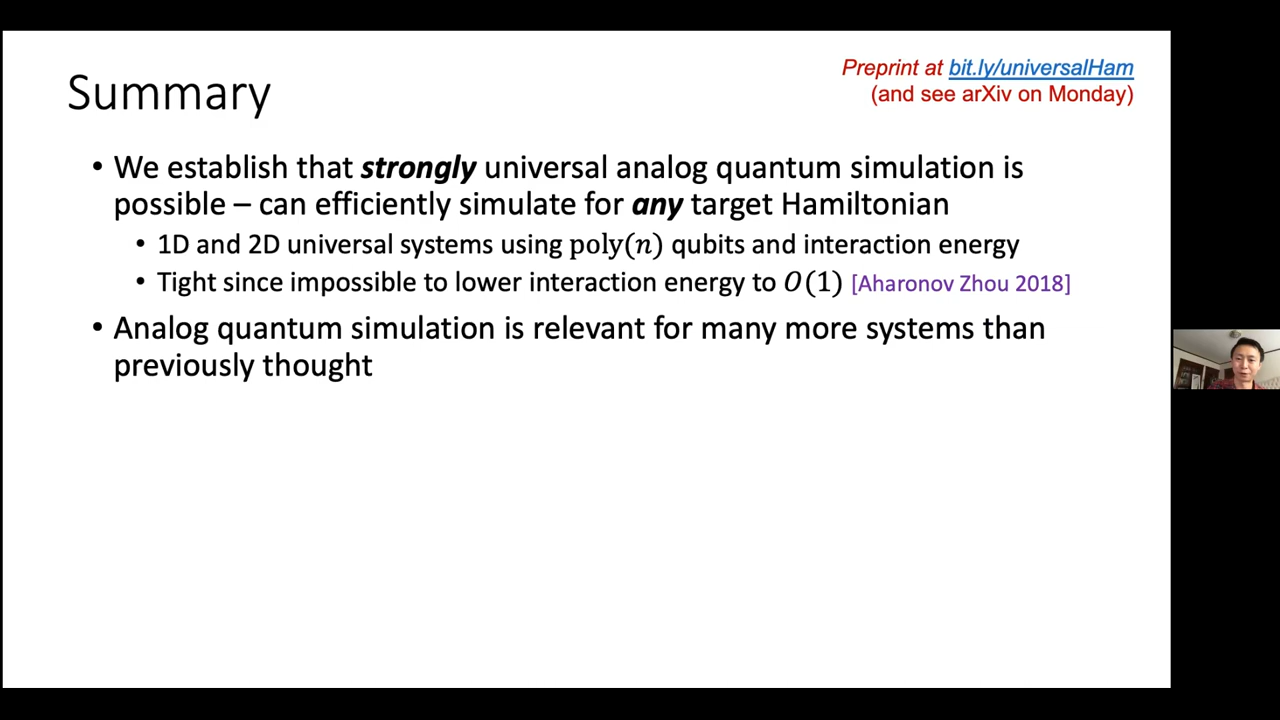 Summary
Preprint at bit.ly/universalHam
(and see arXiv on Monday)
• We establish that strongly universal analog quantum simulation is
possible – can efficiently simulate for any target Hamiltonian
• 1D and 2D universal systems using poly(n) qubits and interaction energy
• Tight since impossible to lower interaction energy to O(1) [Aharonov Zhou 2018]
• Analog quantum simulation is relevant for many more systems than
previously thought